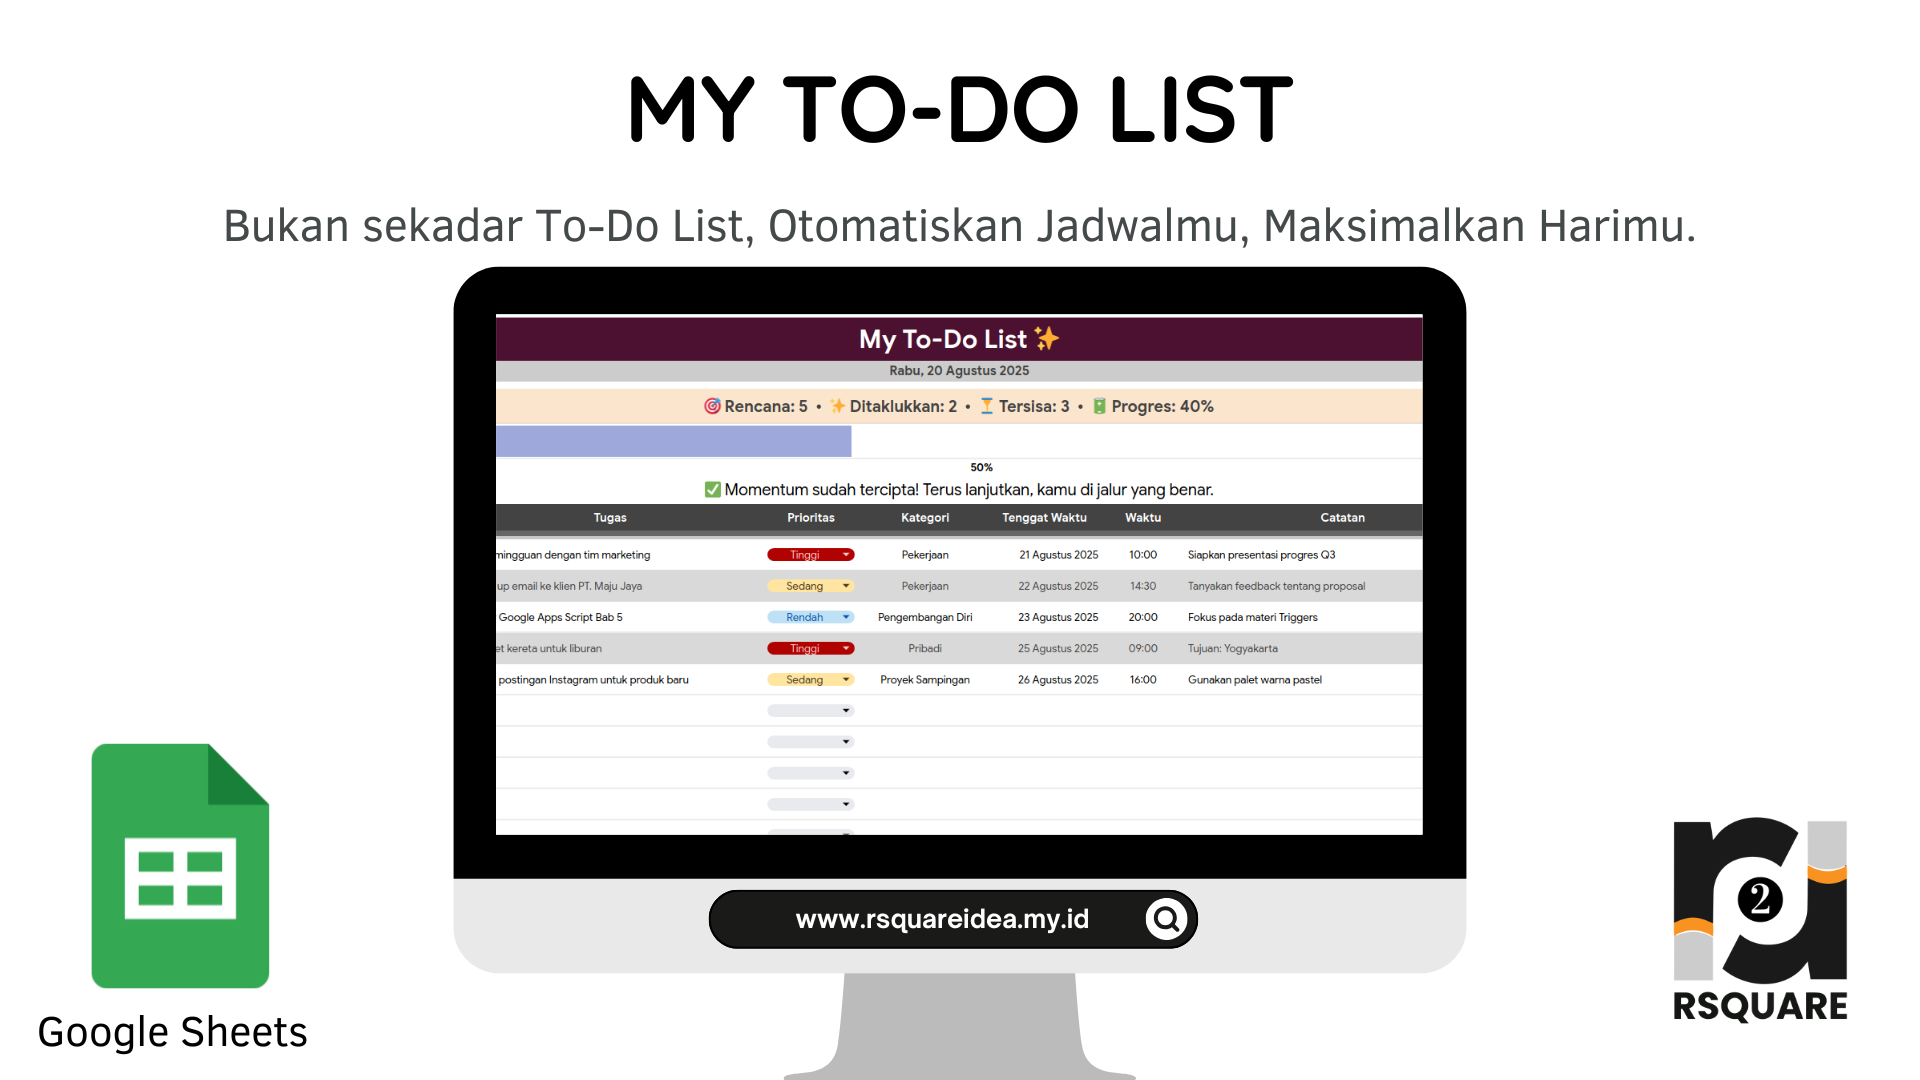 MY TO-DO LIST
Bukan sekadar To-Do List, Otomatiskan Jadwalmu, Maksimalkan Harimu.
My To-Do List ✨
Rabu, 20 Agustus 2025
🎯 Rencana: 5 • ✨ Ditaklukkan: 2 • ⏳ Tersisa: 3 • 🔋 Progres: 40%
50%
✅ Momentum sudah tercipta! Terus lanjutkan, kamu di jalur yang benar.
Tugas Prioritas Kategori Tenggat Waktu Waktu Catatan
mingguan dengan tim marketing Tinggi Pekerjaan 21 Agustus 2025 10:00 Siapkan presentasi progres Q3
up email ke klien PT. Maju Jaya Sedang Pekerjaan 22 Agustus 2025 14:30 Tanyakan feedback tentang proposal
Google Apps Script Bab 5 Rendah Pengembangan Diri 23 Agustus 2025 20:00 Fokus pada materi Triggers
et kereta untuk liburan Tinggi Pribadi 25 Agustus 2025 09:00 Tujuan: Yogyakarta
postingan Instagram untuk produk baru Sedang Proyek Sampingan 26 Agustus 2025 16:00 Gunakan palet warna pastel
www.rsquareidea.my.id
Google Sheets
2
RSQUARE